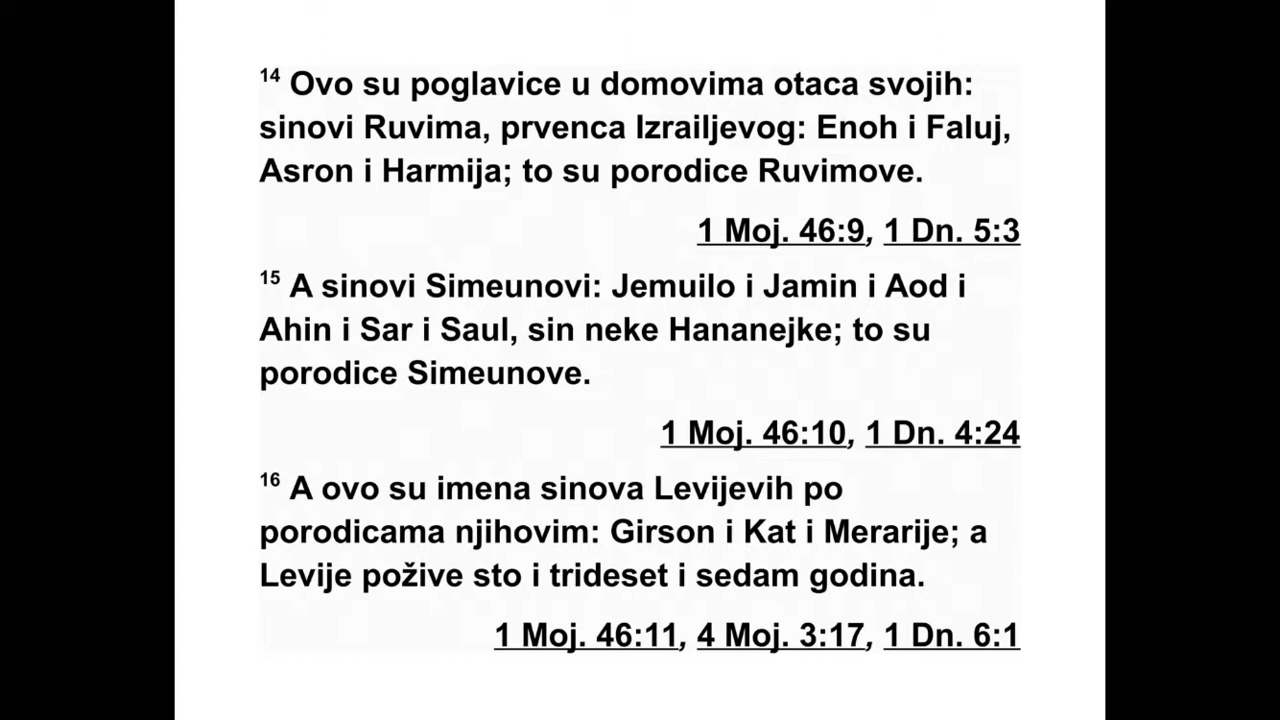 14 Ovo su poglavice u domovima otaca svojih:
sinovi Ruvima, prvenca Izrailjevog: Enoh i Faluj,
Asron i Harmija; to su porodice Ruvimove.
1 Moj. 46:9, 1 Dn. 5:3
15 A sinovi Simeunovi: Jemuilo i Jamin i Aod i
Ahin i Sar i Saul, sin neke Hananejke; to su
porodice Simeunove.
1 Moj. 46:10, 1 Dn. 4:24
16 A ovo su imena sinova Levijevih po
porodicama njihovim: Girson i Kat i Merarije; a
Levije požive sto i trideset i sedam godina.
1 Moj. 46:11, 4 Moj. 3:17, 1 Dn. 6:1